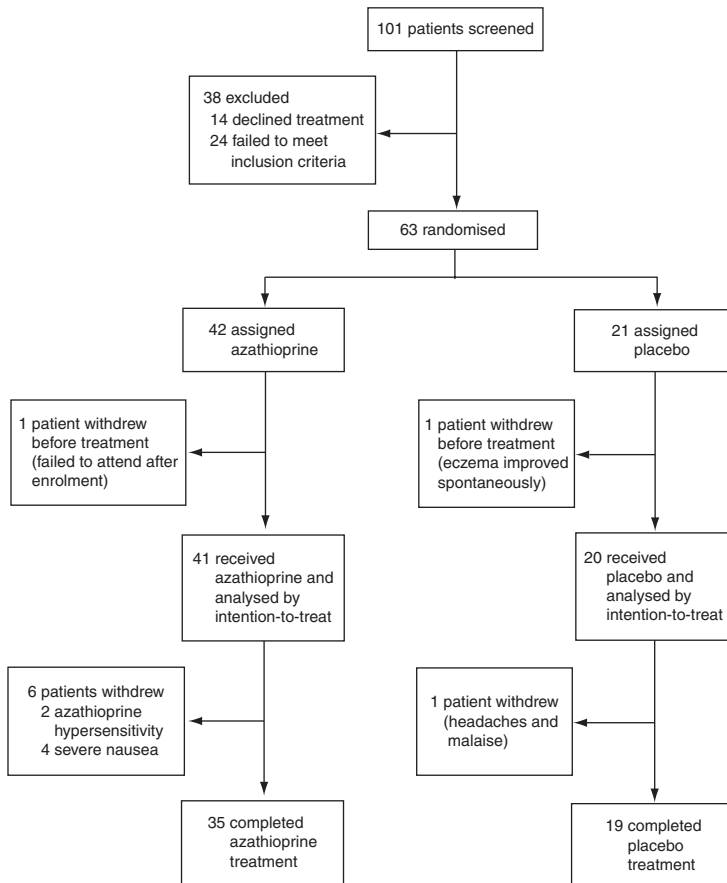 101 patients screened
38 excluded
14 declined treatment
24 failed to meet
inclusion criteria
63 randomised
42 assigned
azathioprine
21 assigned
placebo
1 patient withdrew
before treatment
(failed to attend after
enrolment)
1 patient withdrew
before treatment
(eczema improved
spontaneously)
41 received
azathioprine and
analysed by
intention-to-treat
20 received
placebo and
analysed by
intention-to-treat
6 patients withdrew
2 azathioprine
hypersensitivity
4 severe nausea
1 patient withdrew
(headaches and
malaise)
35 completed
azathioprine
treatment
19 completed
placebo
treatment